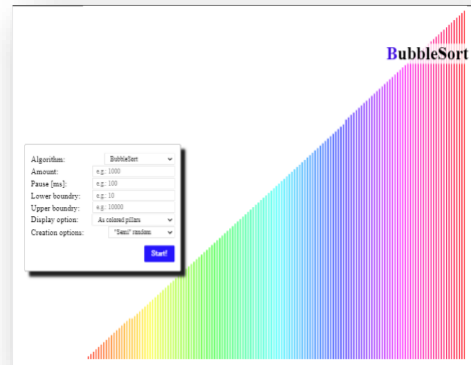 BubbleSort
Algorithm: BubbleSort
Amount: e.g.: 1000
Pause [ms]: e.g.: 100
Lower boundry: e.g.: 10
Upper boundry: e.g.: 10000
Display option: As colored pillars
Creation options: "Semi" random
Start!